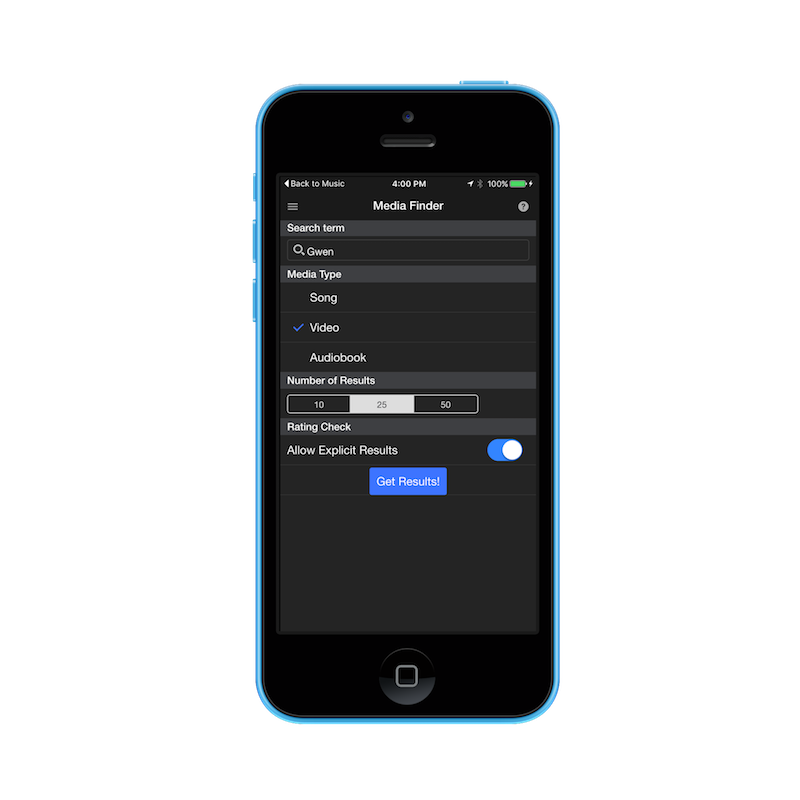 Back to Music 4:00 PM 100%
Media Finder ?
Search term
Gwen
Media Type
Song
Video
Audiobook
Number of Results
10 25 50
Rating Check
Allow Explicit Results
Get Results!